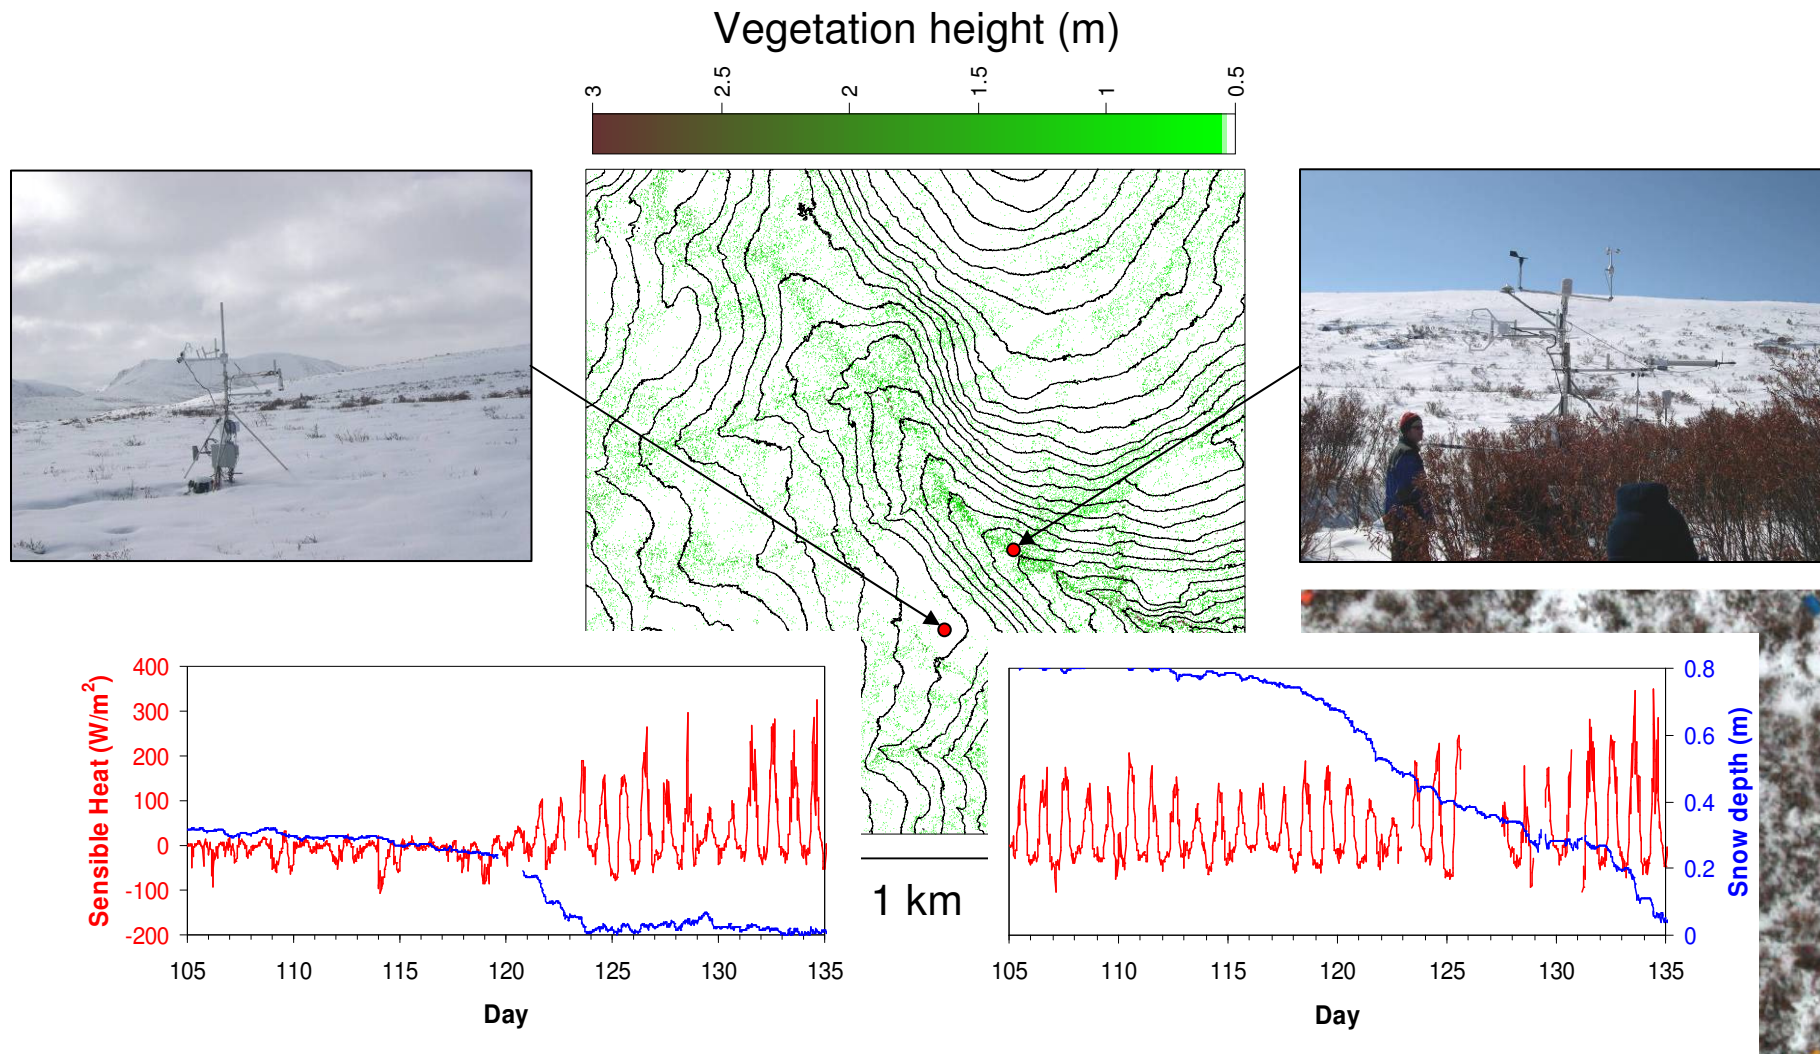 Vegetation height (m)
3 2.5 2 1.5 1 0.5
Sensible Heat (W/m²)
400
300
200
100
0
-100
-200
105 110 115 120 125 130 135
Day
1 km
0.8
0.6
0.4
0.2
0
Snow depth (m)
105 110 115 120 125 130 135
Day